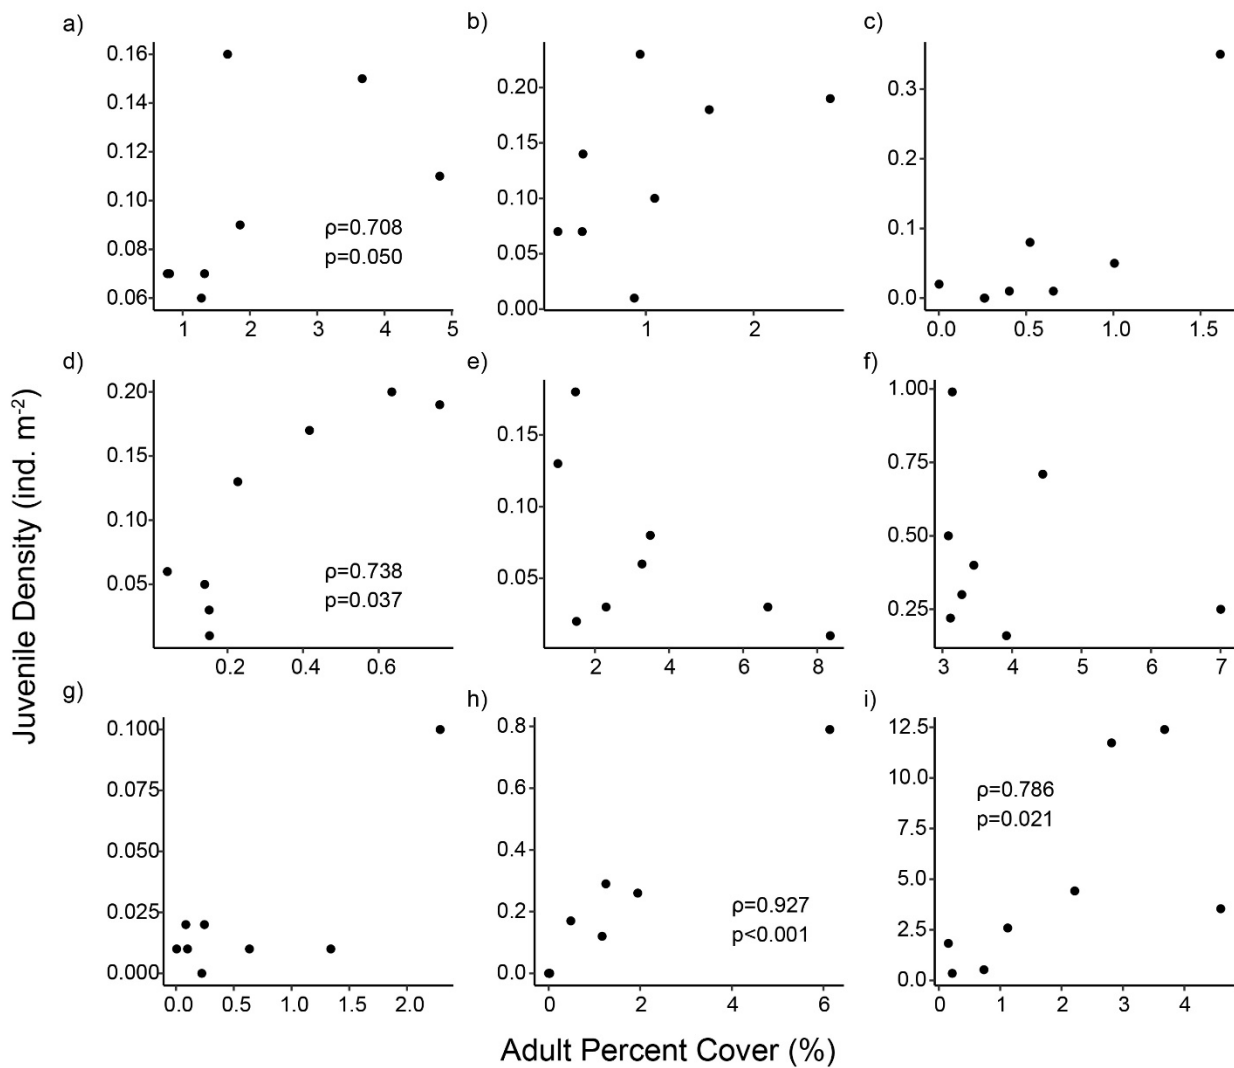 a)
0.16
0.14
0.12
0.10
0.08
0.06
ρ=0.708
p=0.050
1 2 3 4 5
b)
0.20
0.15
0.10
0.05
0.00
1 2
c)
0.3
0.2
0.1
0.0
0.0 0.5 1.0 1.5
Juvenile Density (ind. m⁻²)
d)
0.20
0.15
0.10
0.05
ρ=0.738
p=0.037
0.2 0.4 0.6
e)
0.15
0.10
0.05
2 4 6 8
f)
1.00
0.75
0.50
0.25
3 4 5 6 7
g)
0.100
0.075
0.050
0.025
0.000
0.0 0.5 1.0 1.5 2.0
h)
0.8
0.6
0.4
0.2
0.0
ρ=0.927
p<0.001
0 2 4 6
i)
12.5
10.0
7.5
5.0
2.5
0.0
ρ=0.786
p=0.021
0 1 2 3 4
Adult Percent Cover (%)